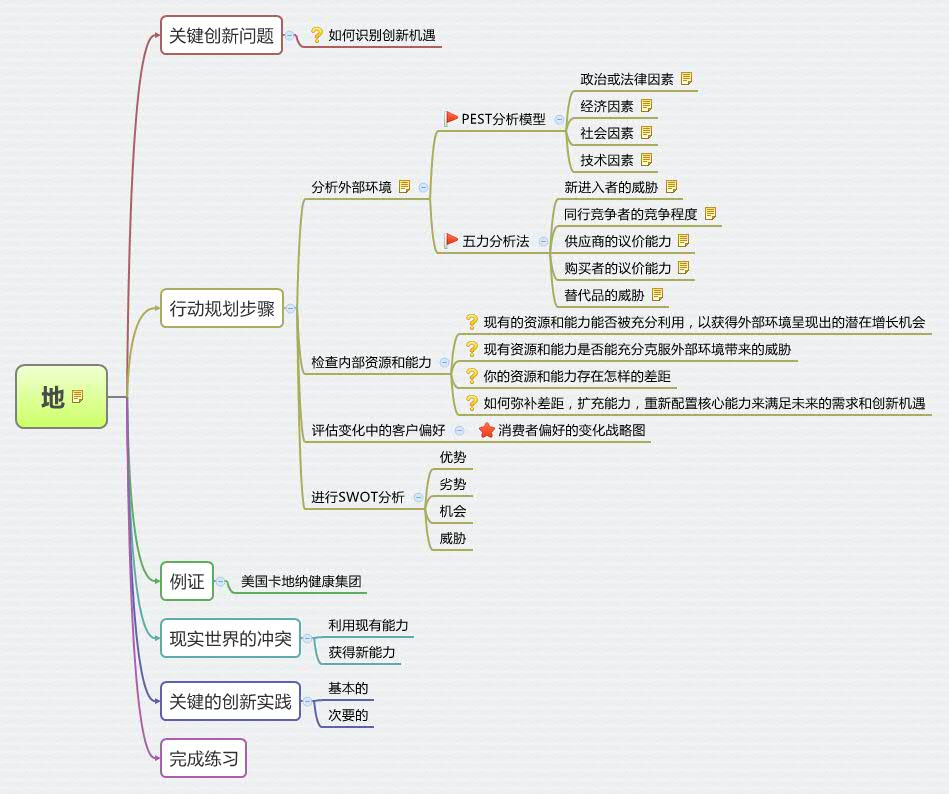 关键创新问题
如何识别创新机遇
政治或法律因素
经济因素
PEST分析模型
社会因素
技术因素
分析外部环境
新进入者的威胁
同行竞争者的竞争程度
五力分析法
供应商的议价能力
购买者的议价能力
替代品的威胁
行动规划步骤
现有的资源和能力能否被充分利用，以获得外部环境呈现出的潜在增长机会
现有资源和能力是否能充分克服外部环境带来的威胁
检查内部资源和能力
你的资源和能力存在怎样的差距
如何弥补差距，扩充能力，重新配置核心能力来满足未来的需求和创新机遇
地
评估变化中的客户偏好
消费者偏好的变化战略图
优势
劣势
进行SWOT分析
机会
威胁
例证
美国卡地纳健康集团
利用现有能力
现实世界的冲突
获得新能力
基本的
关键的创新实践
次要的
完成练习